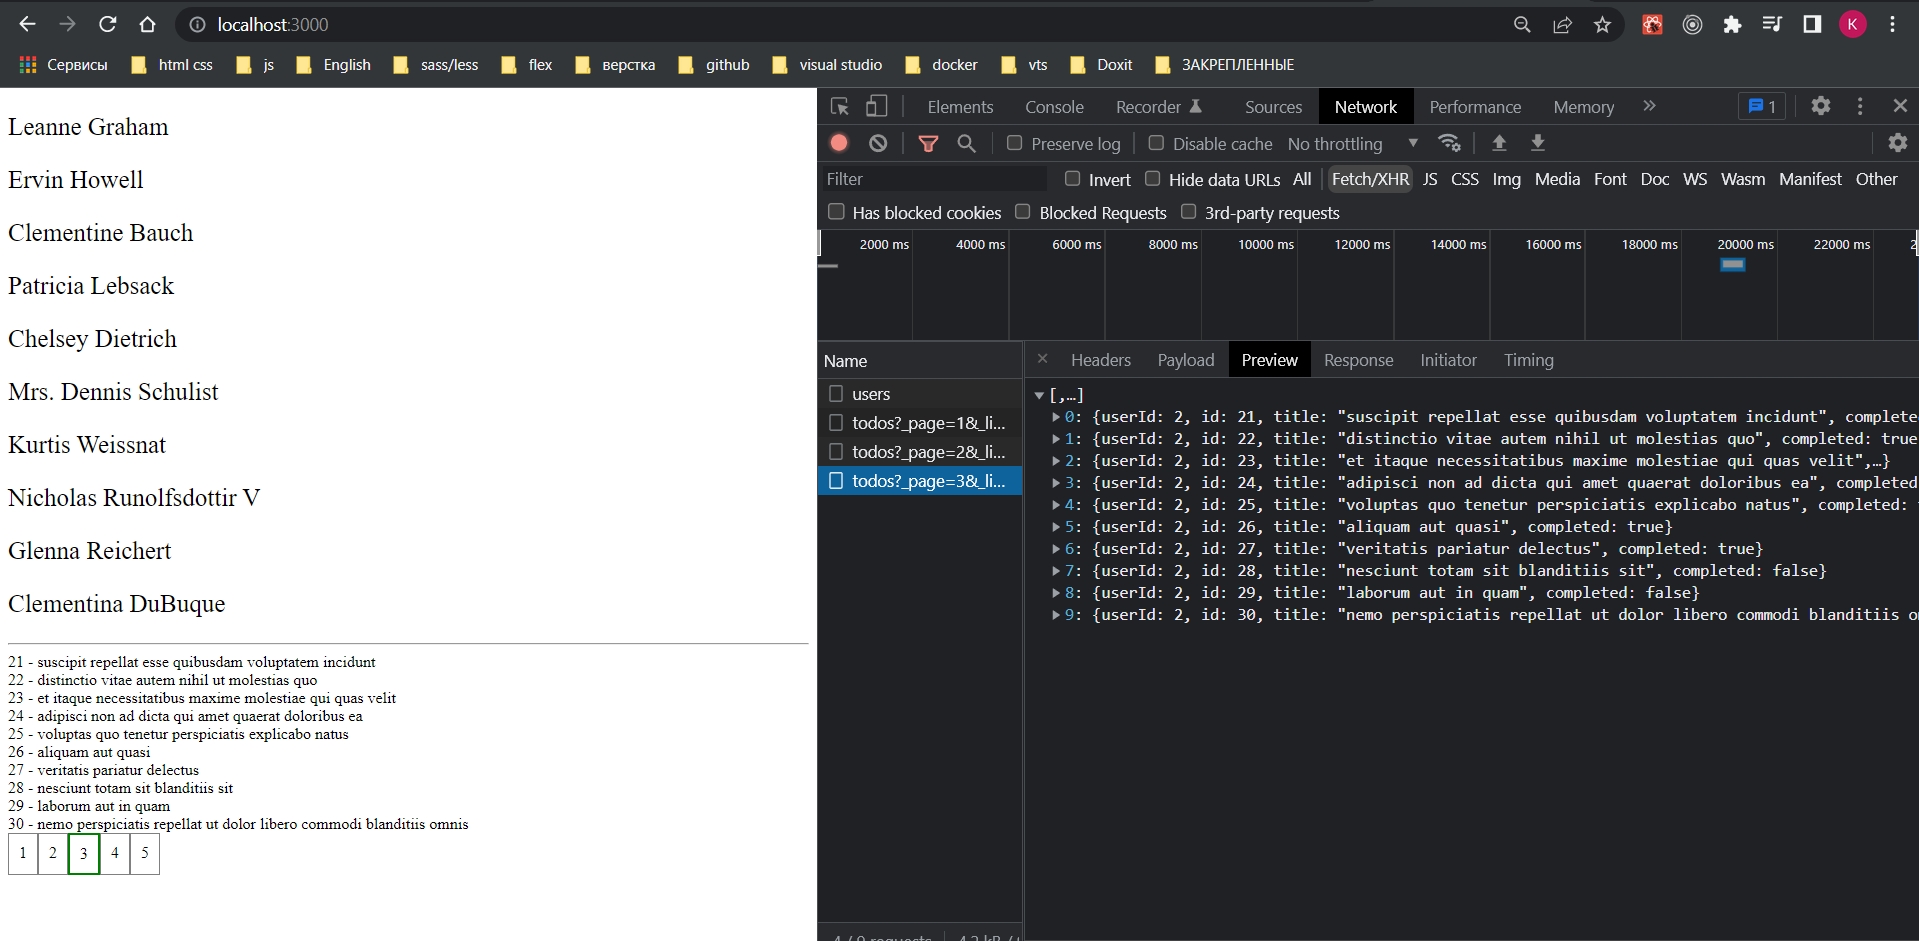 localhost:3000
K
Сервисы html css js English sass/less flex верстка github visual studio docker vts Doxit ЗАКРЕПЛЕННЫЕ
Leanne Graham
Ervin Howell
Clementine Bauch
Patricia Lebsack
Chelsey Dietrich
Mrs. Dennis Schulist
Kurtis Weissnat
Nicholas Runolfsdottir V
Glenna Reichert
Clementina DuBuque
21 - suscipit repellat esse quibusdam voluptatem incidunt
22 - distinctio vitae autem nihil ut molestias quo
23 - et itaque necessitatibus maxime molestiae qui quas velit
24 - adipisci non ad dicta qui amet quaerat doloribus ea
25 - voluptas quo tenetur perspiciatis explicabo natus
26 - aliquam aut quasi
27 - veritatis pariatur delectus
28 - nesciunt totam sit blanditiis sit
29 - laborum aut in quam
30 - nemo perspiciatis repellat ut dolor libero commodi blanditiis omnis
1 2 3 4 5
Elements Console Recorder Sources Network Performance Memory » 1
Preserve log Disable cache No throttling
Filter Invert Hide data URLs All Fetch/XHR JS CSS Img Media Font Doc WS Wasm Manifest Other
Has blocked cookies Blocked Requests 3rd-party requests
2000 ms 4000 ms 6000 ms 8000 ms 10000 ms 12000 ms 14000 ms 16000 ms 18000 ms 20000 ms 22000 ms 2
Name
users
todos?_page=1&_li...
todos?_page=2&_li...
todos?_page=3&_li...
Headers Payload Preview Response Initiator Timing
[,…]
0: {userId: 2, id: 21, title: "suscipit repellat esse quibusdam voluptatem incidunt", complete
1: {userId: 2, id: 22, title: "distinctio vitae autem nihil ut molestias quo", completed: true
2: {userId: 2, id: 23, title: "et itaque necessitatibus maxime molestiae qui quas velit",…}
3: {userId: 2, id: 24, title: "adipisci non ad dicta qui amet quaerat doloribus ea", completed
4: {userId: 2, id: 25, title: "voluptas quo tenetur perspiciatis explicabo natus", completed:
5: {userId: 2, id: 26, title: "aliquam aut quasi", completed: true}
6: {userId: 2, id: 27, title: "veritatis pariatur delectus", completed: true}
7: {userId: 2, id: 28, title: "nesciunt totam sit blanditiis sit", completed: false}
8: {userId: 2, id: 29, title: "laborum aut in quam", completed: false}
9: {userId: 2, id: 30, title: "nemo perspiciatis repellat ut dolor libero commodi blanditiis o